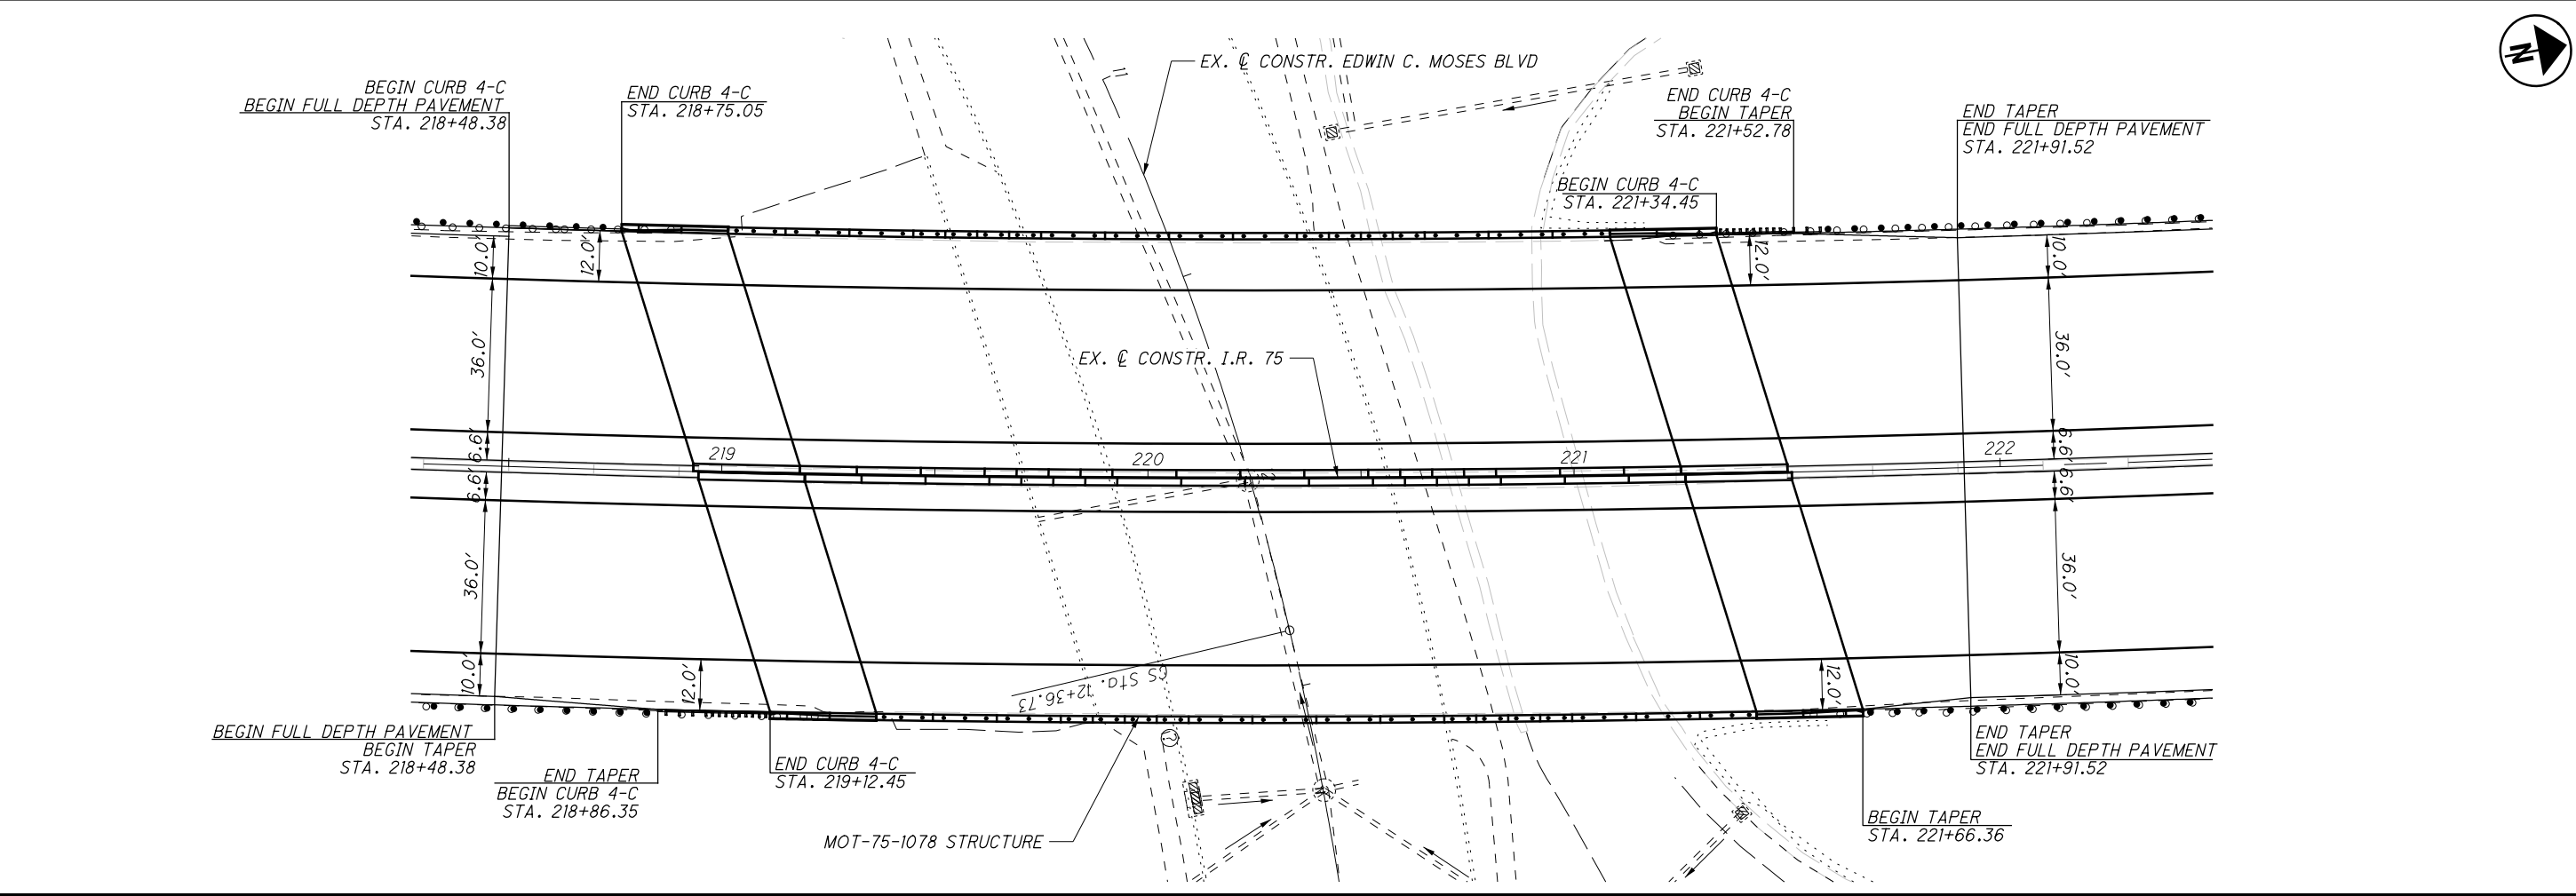 N
EX. ℄ CONSTR. EDWIN C. MOSES BLVD
11
BEGIN CURB 4-C
BEGIN FULL DEPTH PAVEMENT
STA. 218+48.38
END CURB 4-C
STA. 218+75.05
END CURB 4-C
BEGIN TAPER
STA. 221+52.78
END TAPER
END FULL DEPTH PAVEMENT
STA. 221+91.52
BEGIN CURB 4-C
STA. 221+34.45
10.0'
12.0'
12.0'
10.0'
36.0'
EX. ℄ CONSTR. I.R. 75
36.0'
6.6'
219
220
221
222
6.6'
6.6'
6.6'
36.0'
36.0'
10.0'
12.0'
CS Sta. 12+36.73
12.0'
10.0'
BEGIN FULL DEPTH PAVEMENT
BEGIN TAPER
STA. 218+48.38
END TAPER
BEGIN CURB 4-C
STA. 218+86.35
END CURB 4-C
STA. 219+12.45
END TAPER
END FULL DEPTH PAVEMENT
STA. 221+91.52
MOT-75-1078 STRUCTURE
BEGIN TAPER
STA. 221+66.36